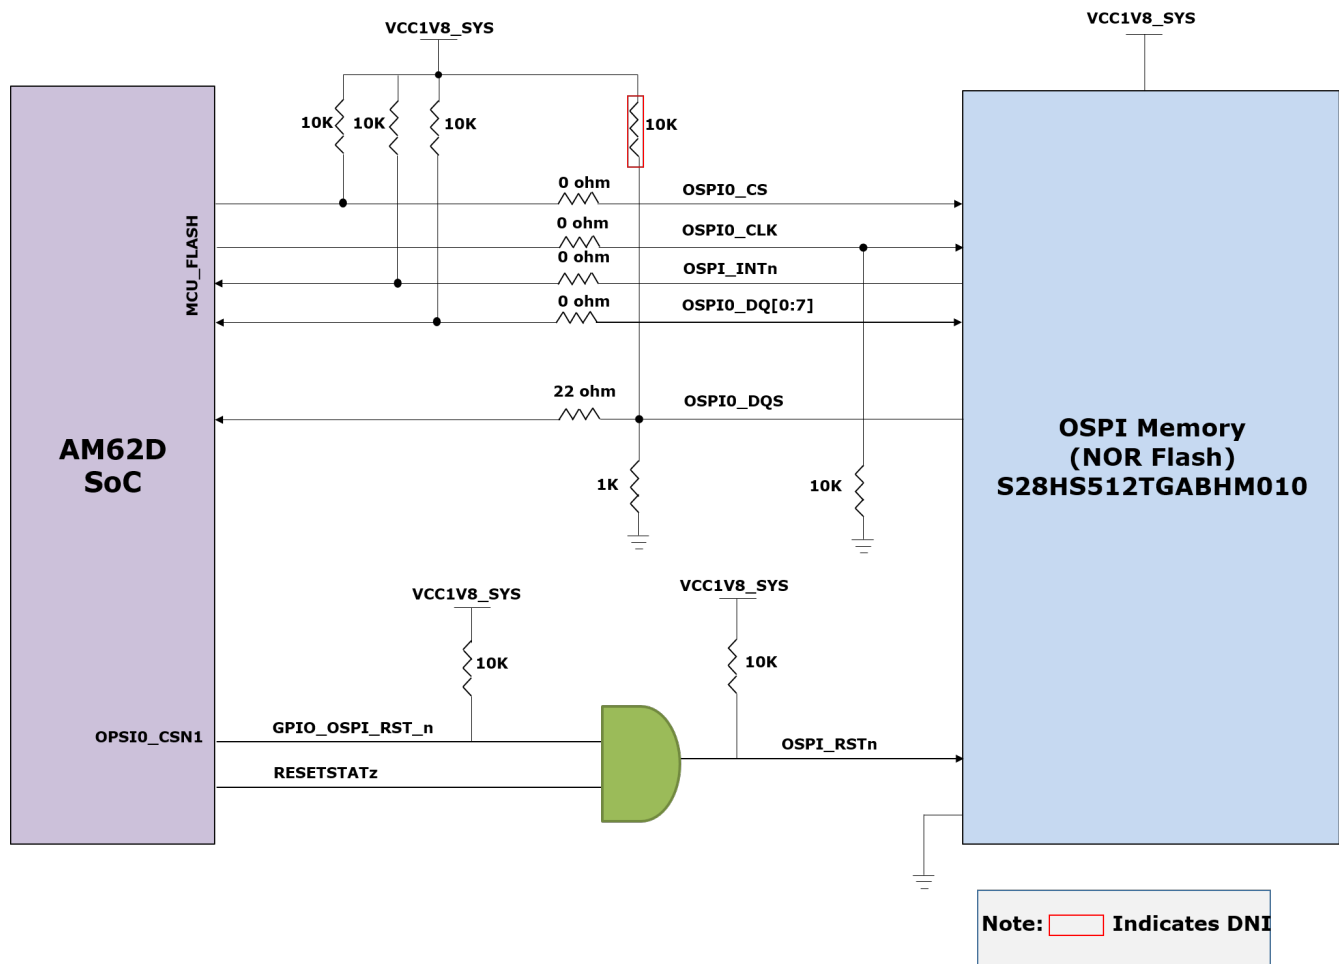 VCC1V8_SYS
VCC1V8_SYS
10K
10K
10K
10K
0 ohm
OSPI0_CS
0 ohm
OSPI0_CLK
0 ohm
OSPI_INTn
0 ohm
OSPI0_DQ[0:7]
MCU_FLASH
22 ohm
OSPI0_DQS
AM62D
SoC
OSPI Memory
(NOR Flash)
S28HS512TGABHM010
1K
10K
VCC1V8_SYS
VCC1V8_SYS
10K
10K
OPSI0_CSN1
GPIO_OSPI_RST_n
OSPI_RSTn
RESETSTATz
Note: Indicates DNI